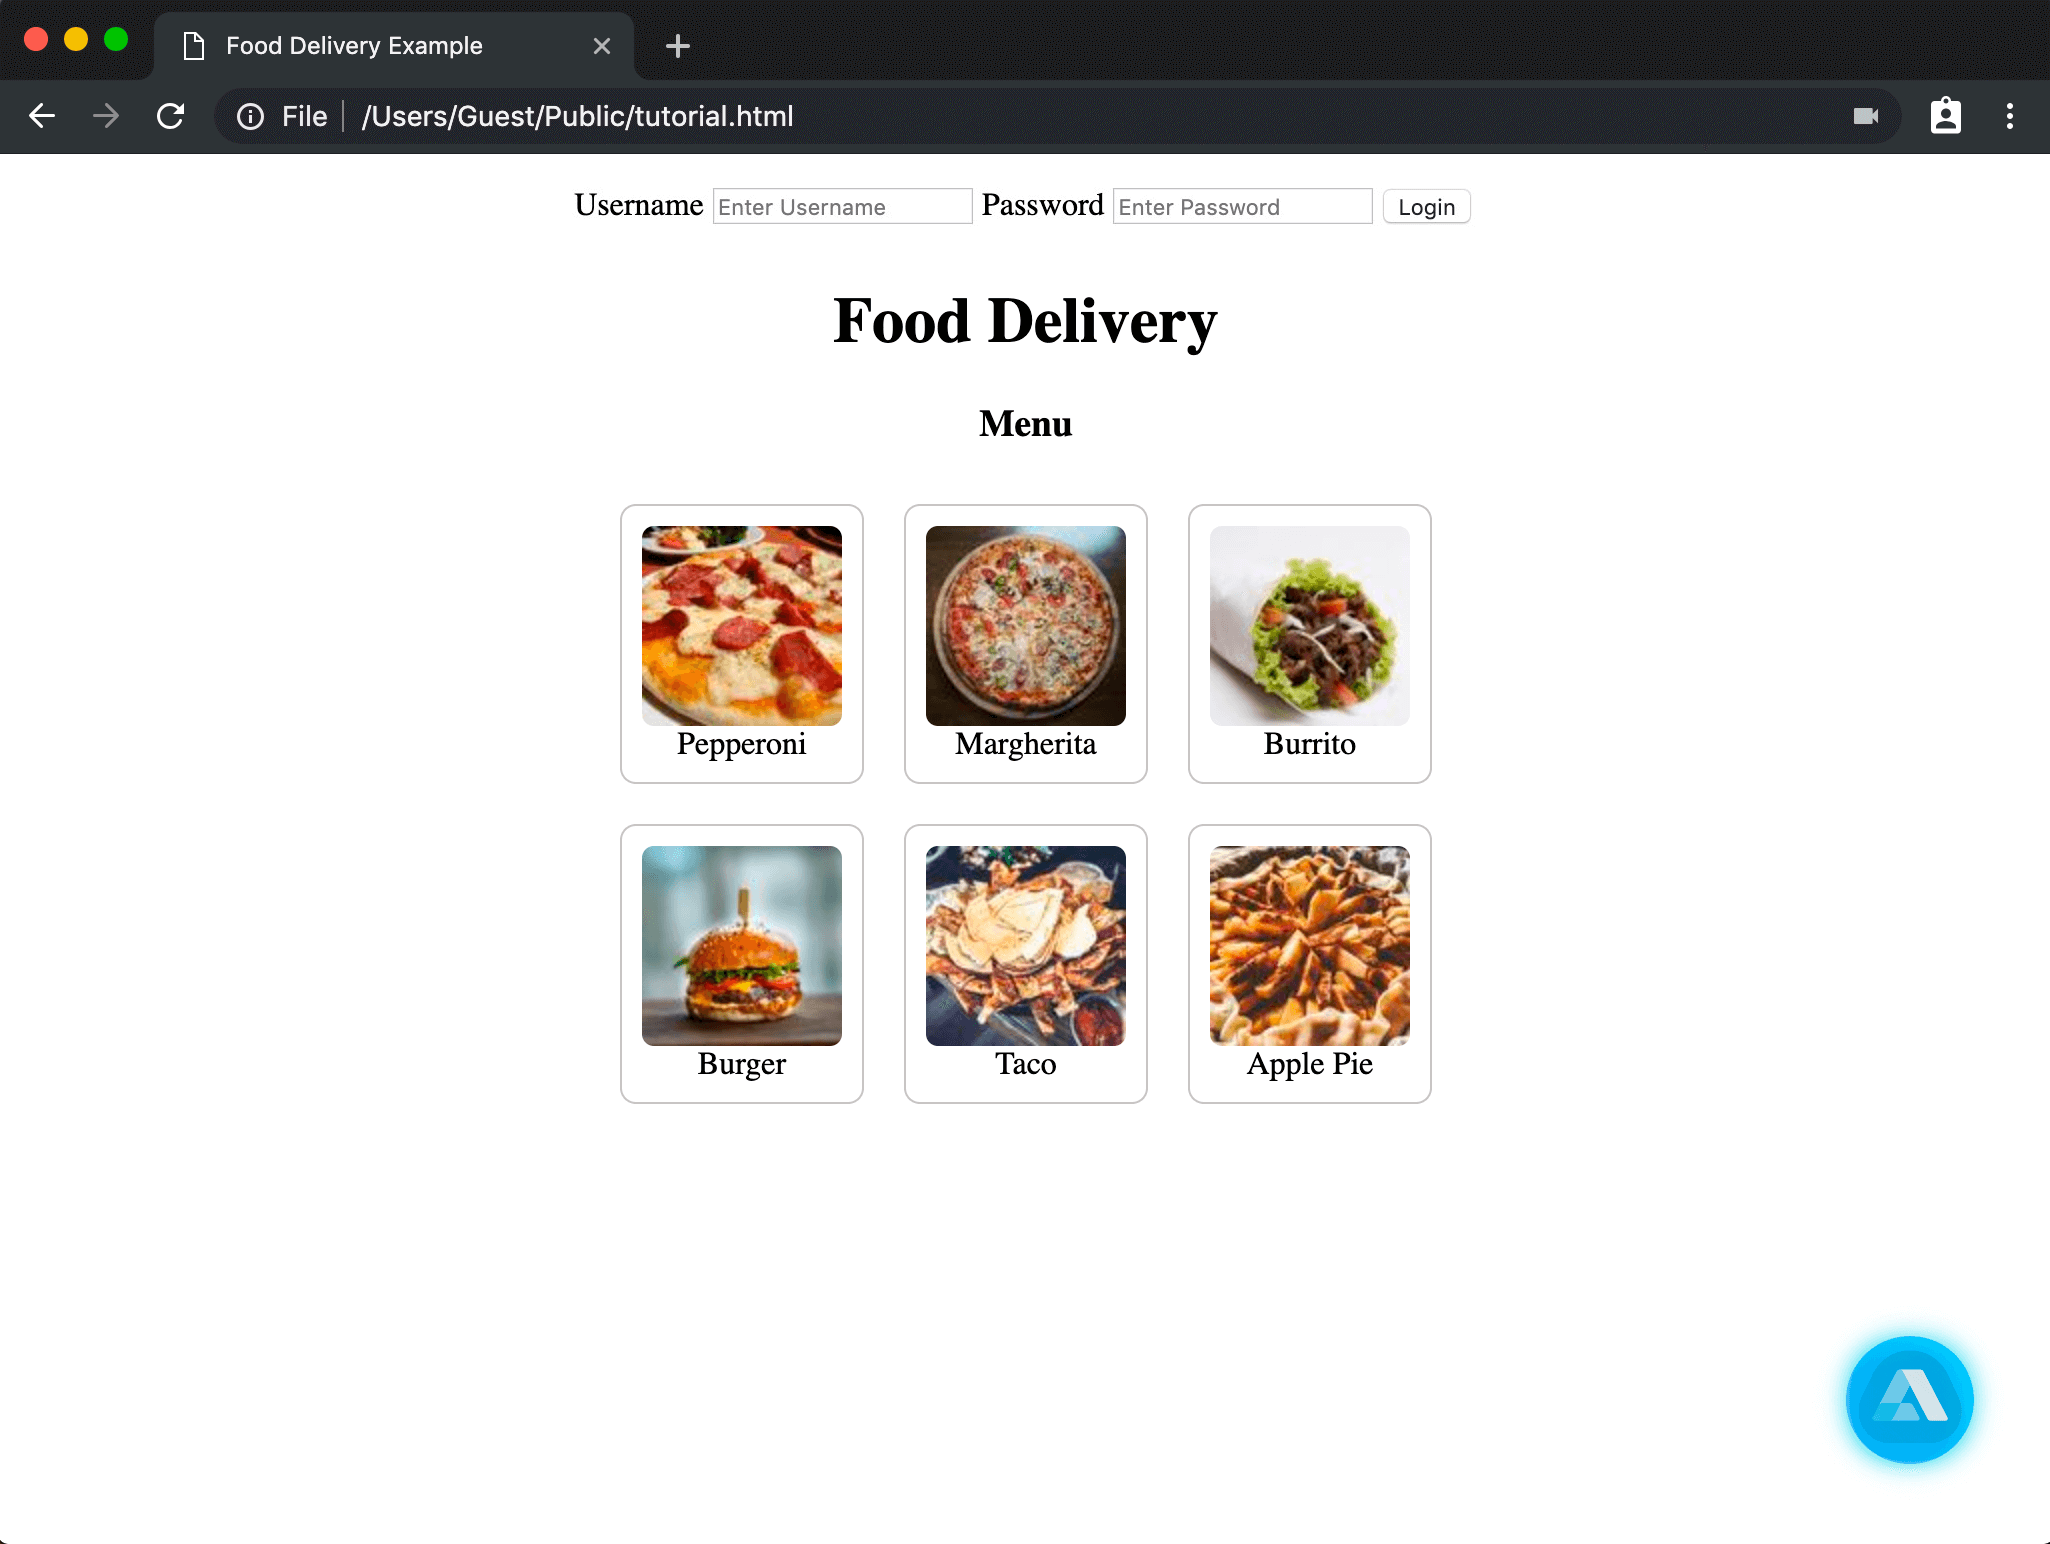 Food Delivery Example
File /Users/Guest/Public/tutorial.html
Username Enter Username Password Enter Password Login
Food Delivery
Menu
Pepperoni Margherita Burrito
Burger Taco Apple Pie